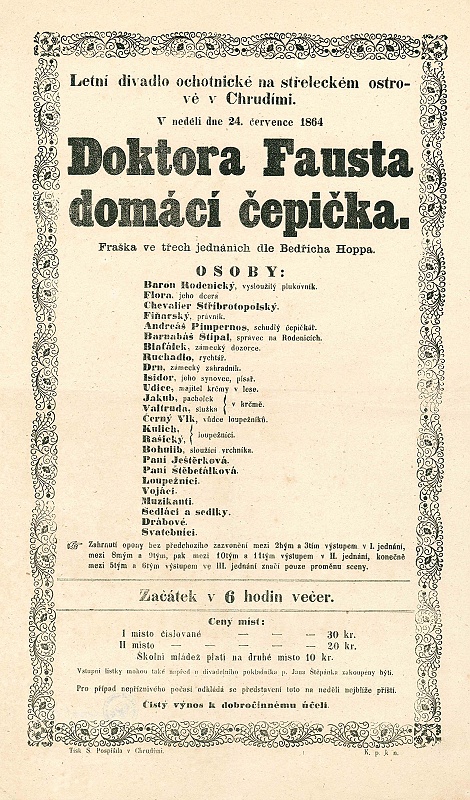 Letní divadlo ochotnické na střeleckém ostro-
vě v Chrudimi.
V neděli dne 24. července 1864
Doktora Fausta
domácí čepička.
Fraška ve třech jednáních dle Bedřicha Hoppa.
OSOBY:
Baron Rodenický, vysloužilý plukovník.
Flora, jeho dcera
Chevalier Stříbrotopolský.
Fiňarský, právník.
Andreáš Pimpernos, schudlý čepičkář.
Barnabáš Štípal, správce na Rodenicích.
Blafálek, zámecký dozorce.
Ruchadlo, rychtář.
Drn, zámecký zahradník.
Isidor, jeho synovec, písař.
Udice, majitel krčmy v lese.
Jakub, pacholek } v krčmě.
Valtruda, služka
Černý Vlk, vůdce loupežníků.
Kulich, } loupežníci.
Rašický,
Bohulib, sloužící vrchníka.
Paní Ještěrková.
Paní Štěbetálková.
Loupežníci.
Vojáci.
Muzikanti.
Sedláci a sedlky.
Drábové.
Svatebníci.
Zahrnutí opony bez předchozího zazvonění mezi 2hým a 3tím výstupem v I. jednání,
mezi 8mým a 9tým, pak mezi 10tým a 11tým výstupem v II. jednání, konečně
mezi 5tým a 6tým výstupem ve III. jednání značí pouze proměnu sceny.
Začátek v 6 hodin večer.
Ceny míst:
I místo číslované — — — — 30 kr.
II místo — — — — — 20 kr.
Školní mládež platí na druhé místo 10 kr.
Vstupní lístky mohou také napřed u divadelního pokladníka p. Jana Štěpánka zakoupeny býti.
Pro případ nepříznivého počasí odkládá se představení toto na neděli nejblíže příští.
Čistý výnos k dobročinnému účeli.
Tisk S. Pospíšila v Chrudimi.
K. p. k. n.